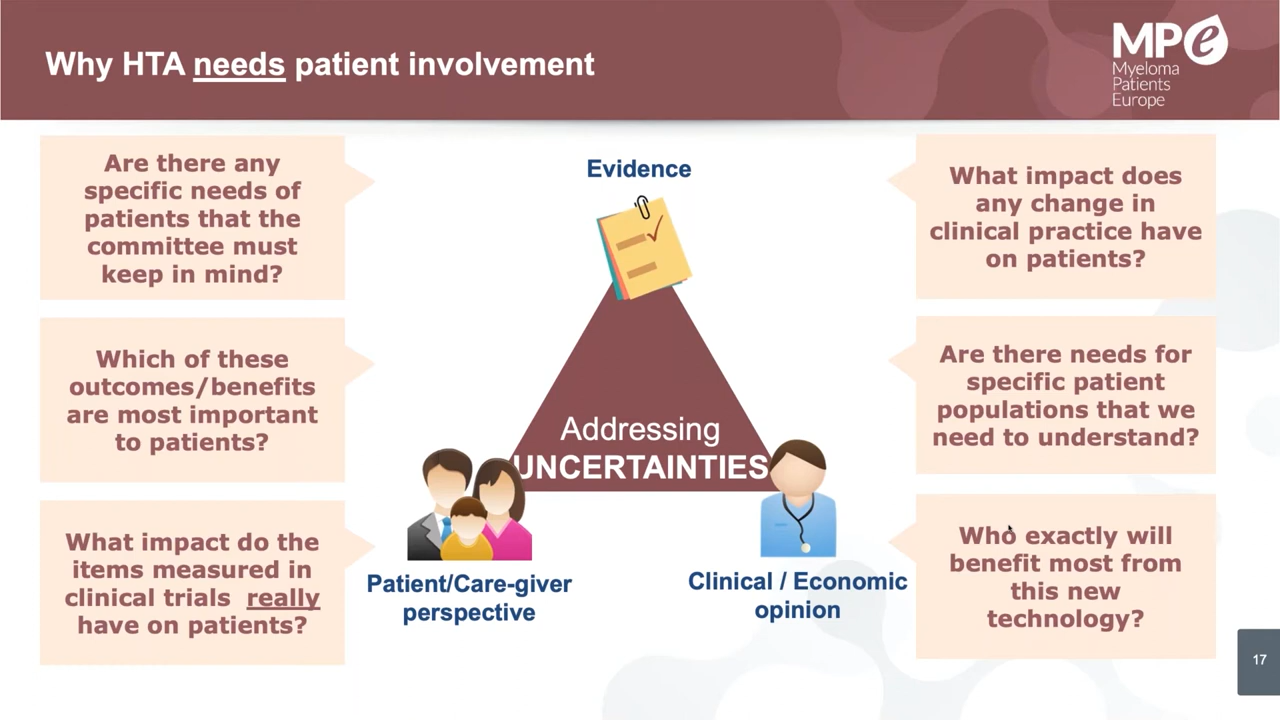 Why HTA needs patient involvement
MPe
Myeloma
Patients
Europe
Are there any
specific needs of
patients that the
committee must
keep in mind?
Which of these
outcomes/benefits
are most important
to patients?
What impact do the
items measured in
clinical trials really
have on patients?
Evidence
Addressing
UNCERTAINTIES
Patient/Care-giver
perspective
Clinical / Economic
opinion
What impact does
any change in
clinical practice have
on patients?
Are there needs for
specific patient
populations that we
need to understand?
Who exactly will
benefit most from
this new
technology?
17